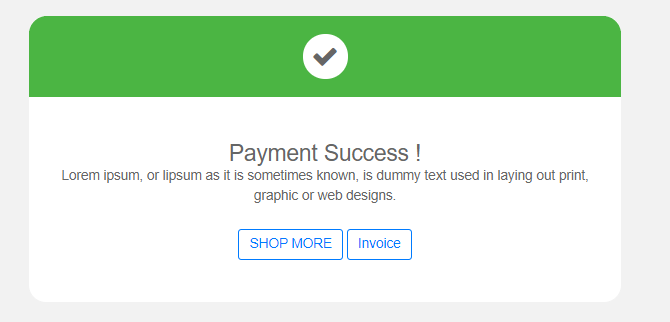 Payment Success !
Lorem ipsum, or lipsum as it is sometimes known, is dummy text used in laying out print,
graphic or web designs.
SHOP MORE Invoice